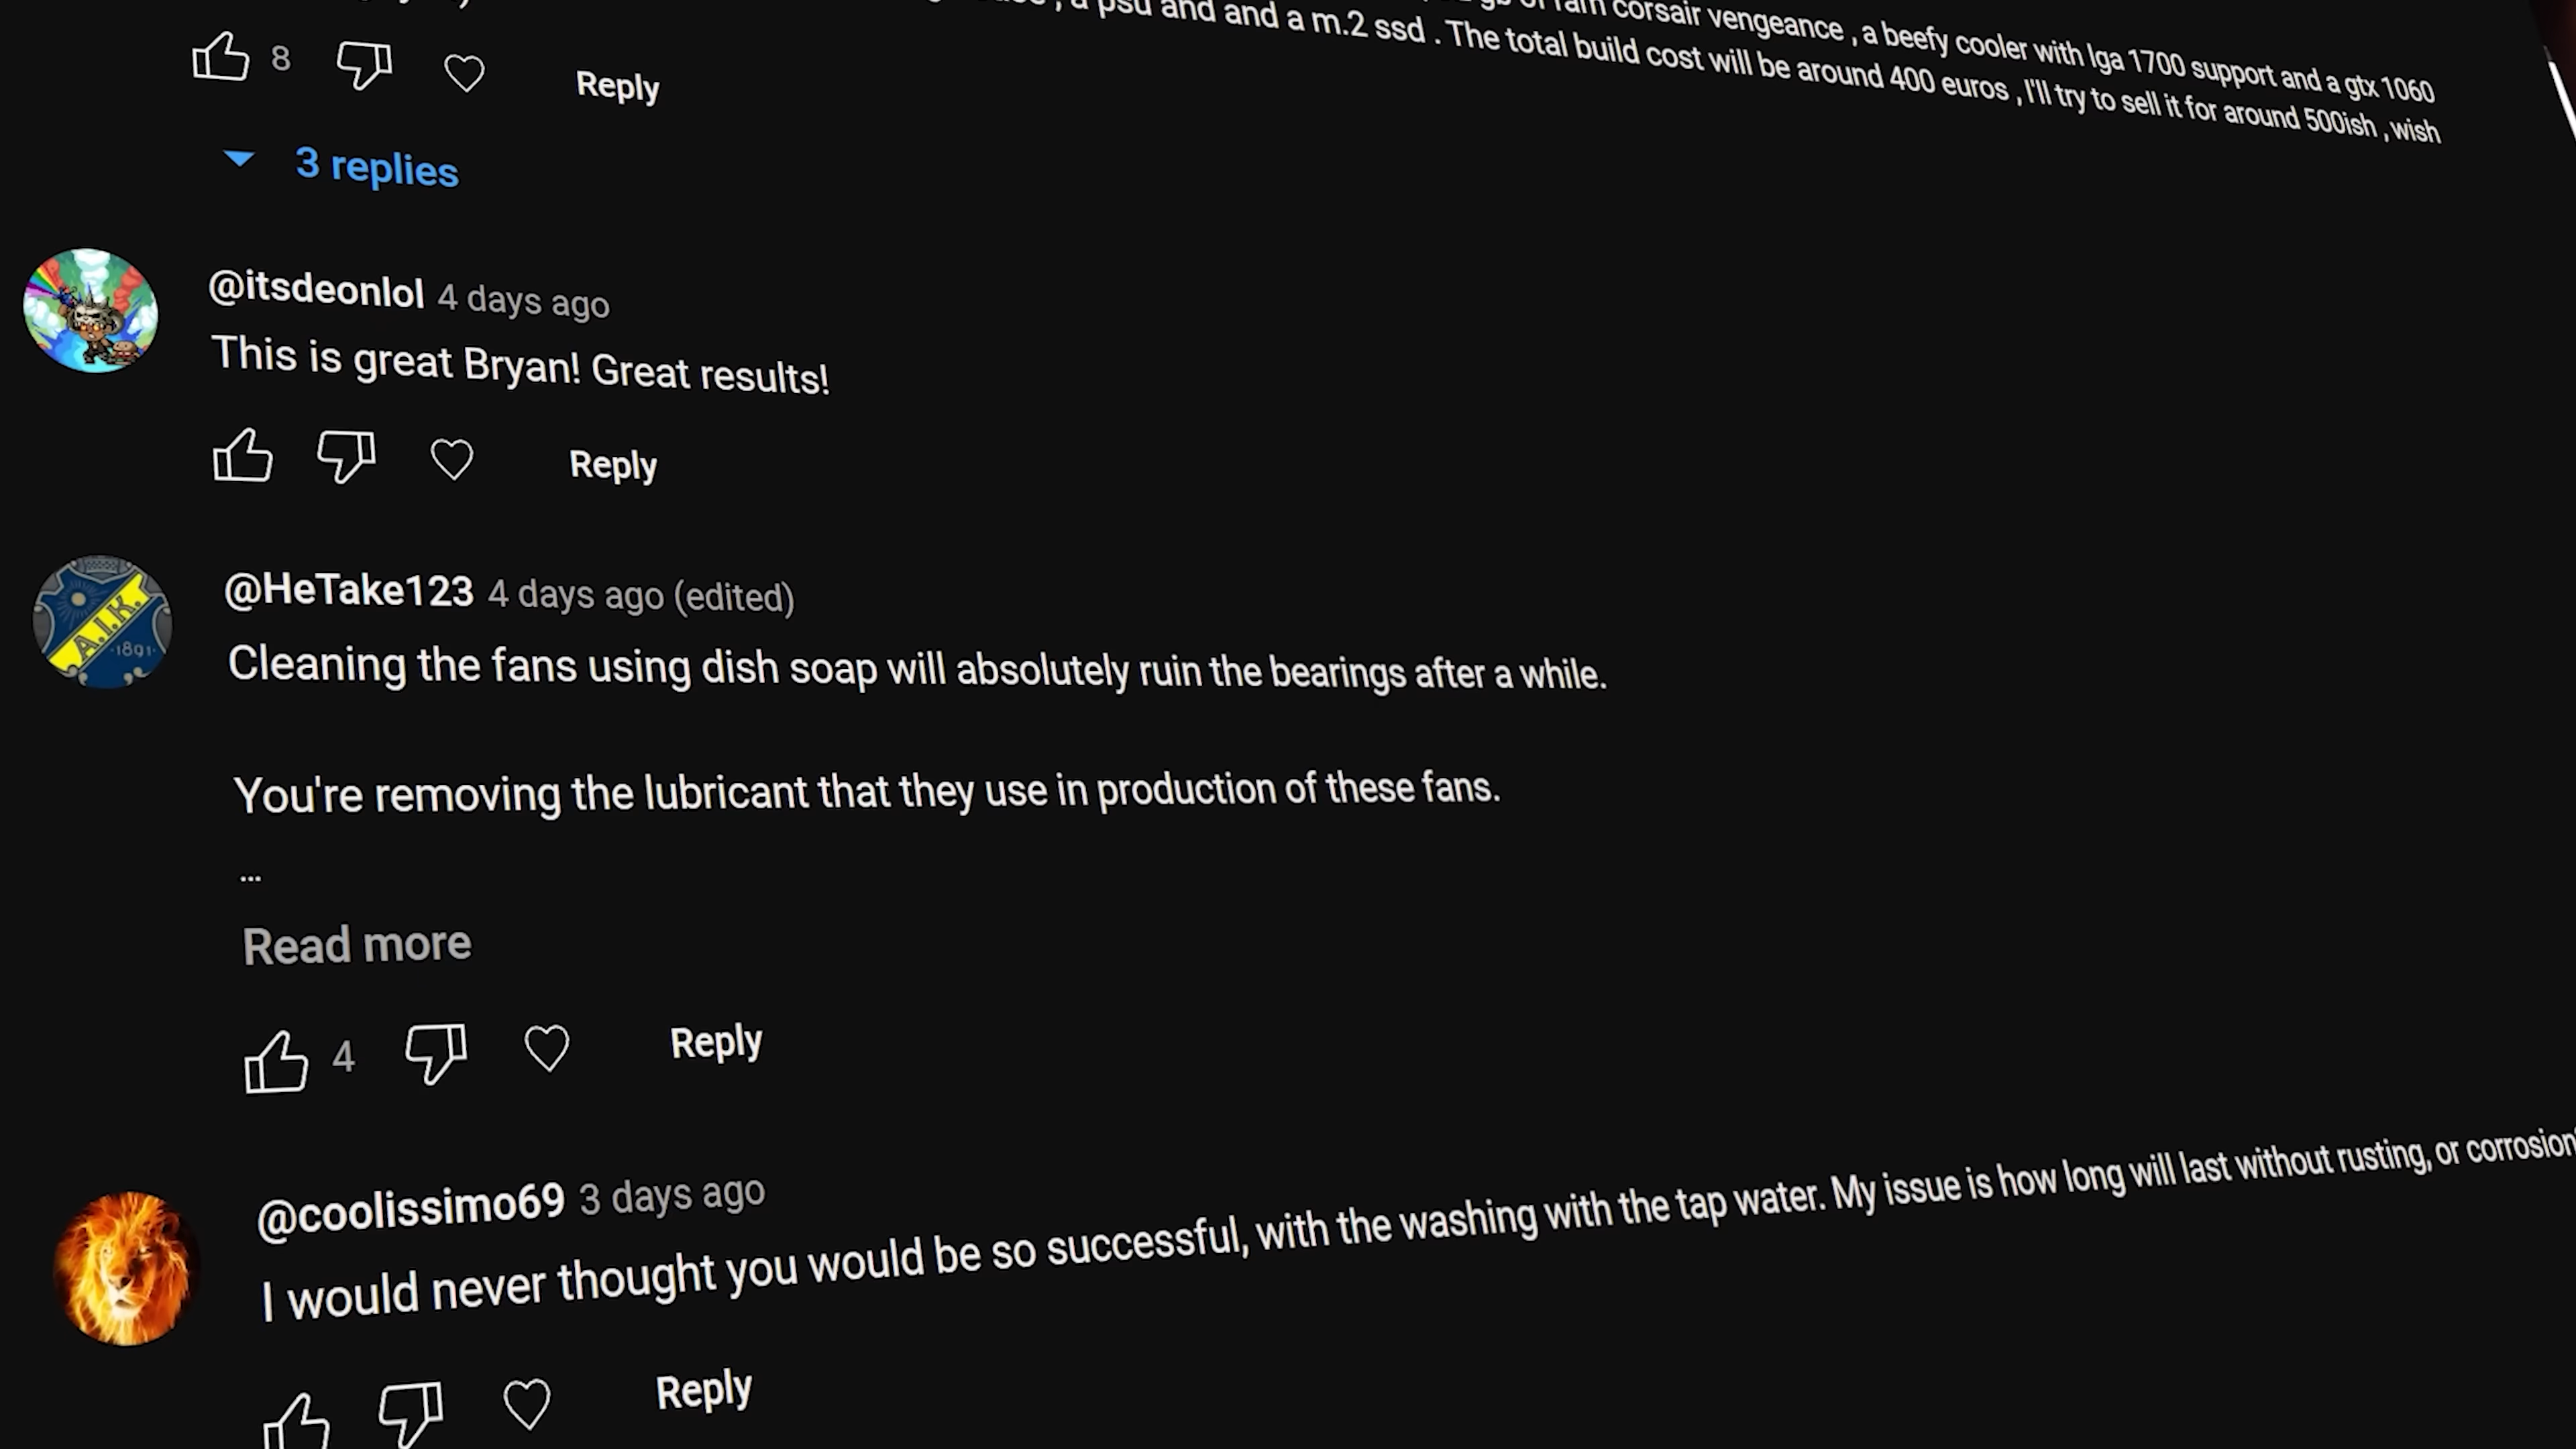 corsair vengeance , a beefy cooler with lga 1700 support and a gtx 1060
, a psu and and a m.2 ssd . The total build cost will be around 400 euros , I'll try to sell it for around 500ish , wish
8 Reply
3 replies
@itsdeonlol 4 days ago
This is great Bryan! Great results!
Reply
A.I.K.
1891
@HeTake123 4 days ago (edited)
Cleaning the fans using dish soap will absolutely ruin the bearings after a while.
You're removing the lubricant that they use in production of these fans.
...
Read more
4 Reply
@coolissimo69 3 days ago
I would never thought you would be so successful, with the washing with the tap water. My issue is how long will last without rusting, or corrosion
Reply